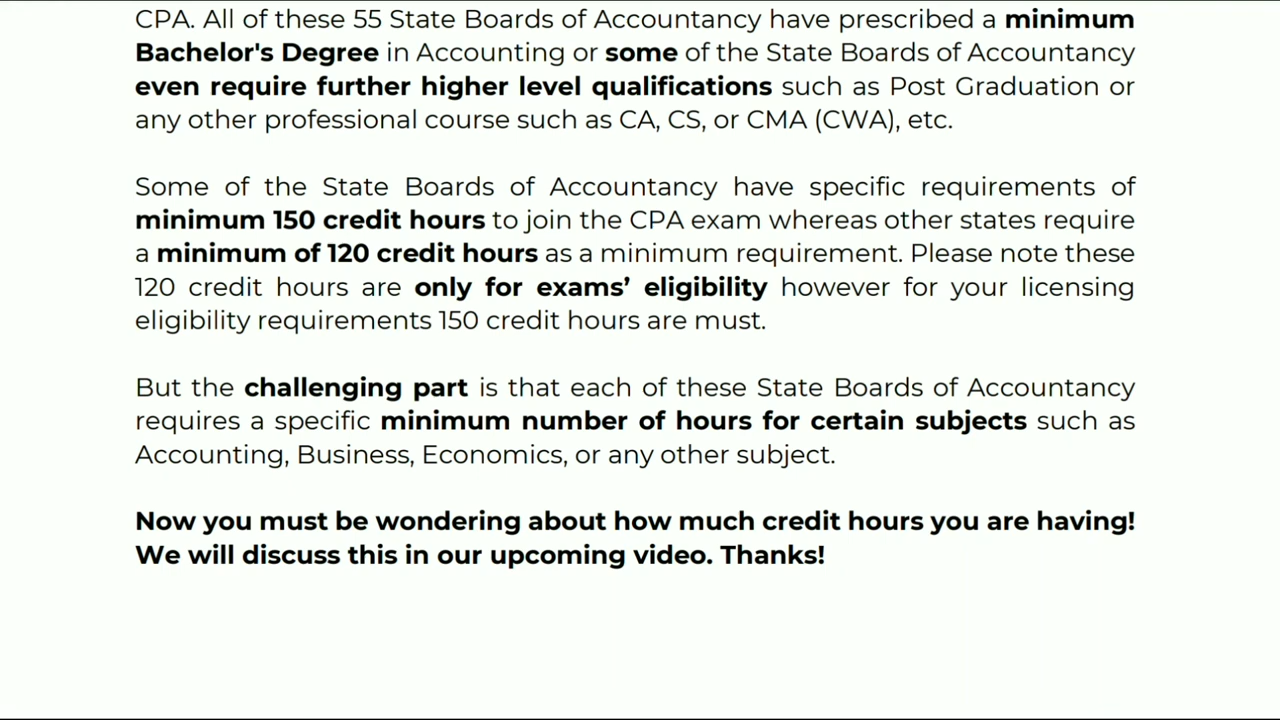 CPA. All of these 55 State Boards of Accountancy have prescribed a minimum
Bachelor's Degree in Accounting or some of the State Boards of Accountancy
even require further higher level qualifications such as Post Graduation or
any other professional course such as CA, CS, or CMA (CWA), etc.
Some of the State Boards of Accountancy have specific requirements of
minimum 150 credit hours to join the CPA exam whereas other states require
a minimum of 120 credit hours as a minimum requirement. Please note these
120 credit hours are only for exams’ eligibility however for your licensing
eligibility requirements 150 credit hours are must.
But the challenging part is that each of these State Boards of Accountancy
requires a specific minimum number of hours for certain subjects such as
Accounting, Business, Economics, or any other subject.
Now you must be wondering about how much credit hours you are having!
We will discuss this in our upcoming video. Thanks!